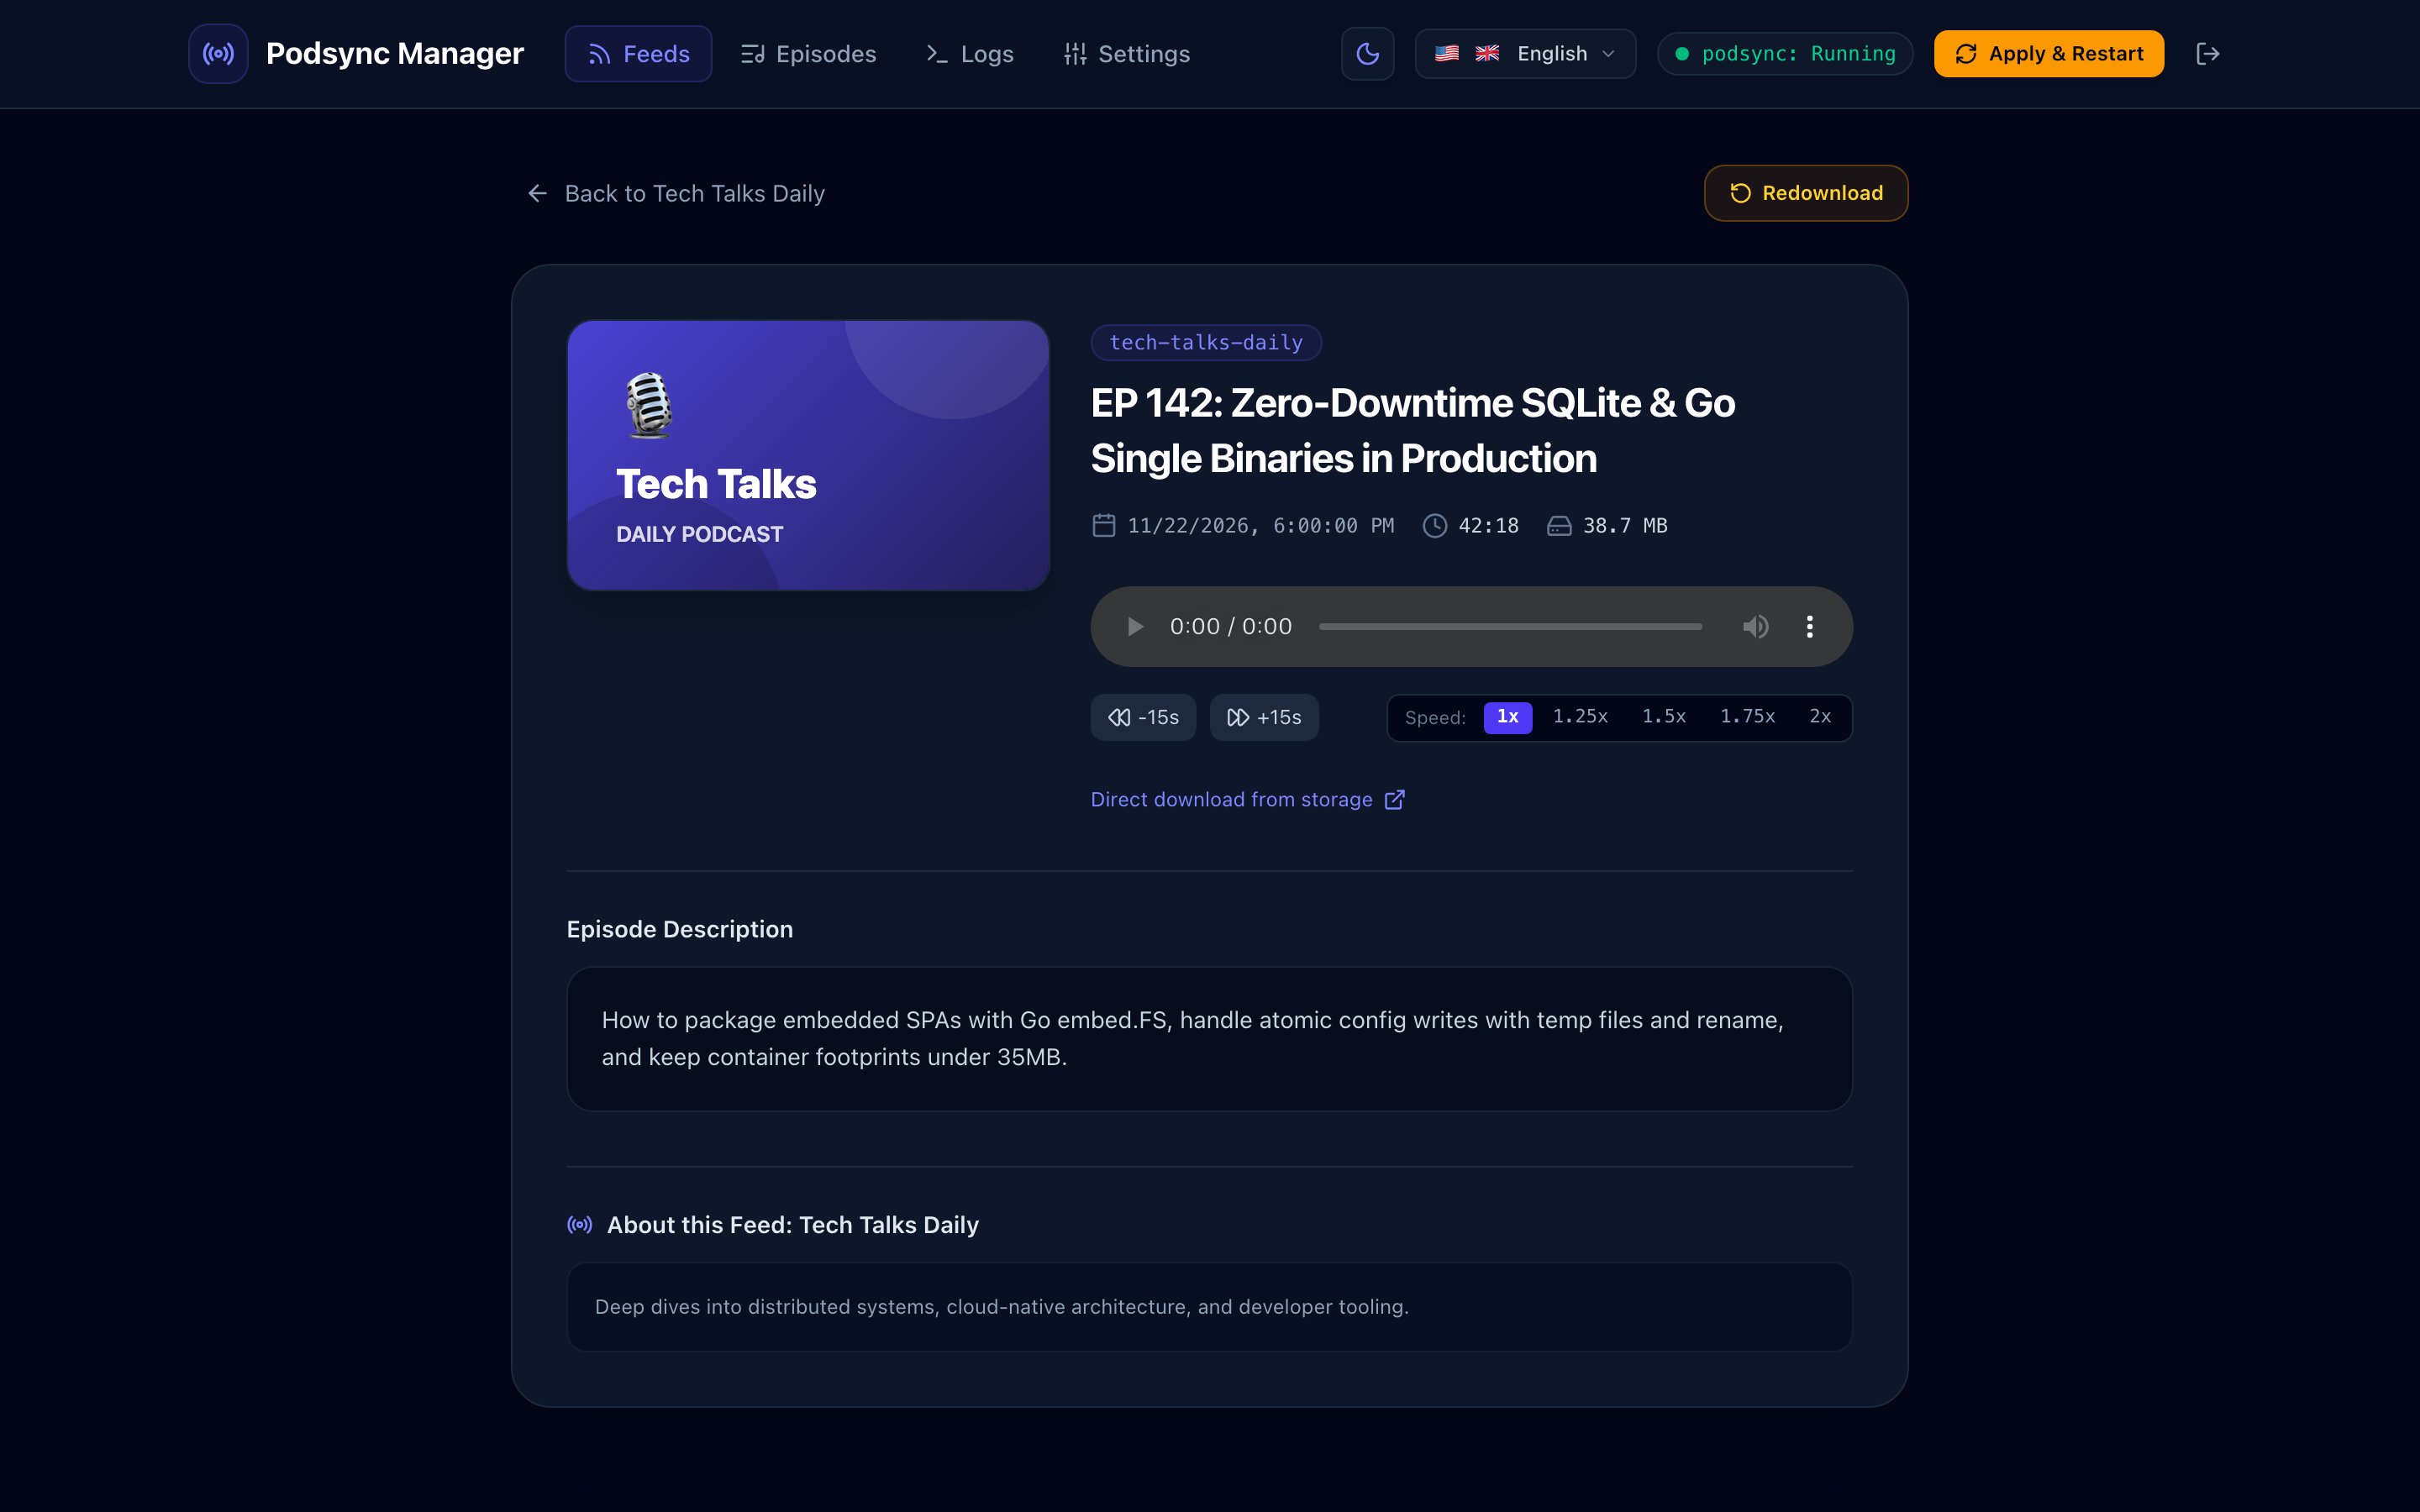 Podsync Manager
Feeds
Episodes
Logs
Settings
English
podsync: Running
Apply & Restart
Back to Tech Talks Daily
Redownload
Tech Talks
DAILY PODCAST
tech-talks-daily
EP 142: Zero-Downtime SQLite & Go
Single Binaries in Production
11/22/2026, 6:00:00 PM
42:18
38.7 MB
0:00 / 0:00
-15s
+15s
Speed:
1x
1.25x
1.5x
1.75x
2x
Direct download from storage
Episode Description
How to package embedded SPAs with Go embed.FS, handle atomic config writes with temp files and rename,
and keep container footprints under 35MB.
About this Feed: Tech Talks Daily
Deep dives into distributed systems, cloud-native architecture, and developer tooling.